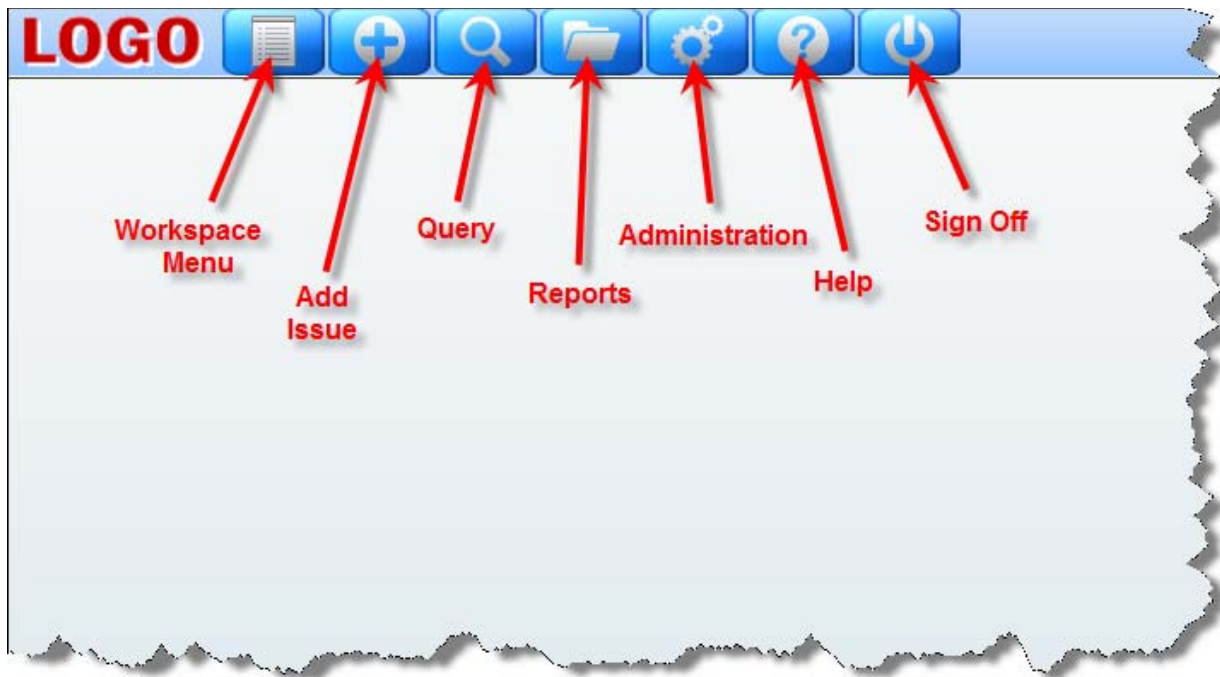 LOGO
Workspace
Menu
Add
Issue
Query
Reports
Administration
Help
Sign Off